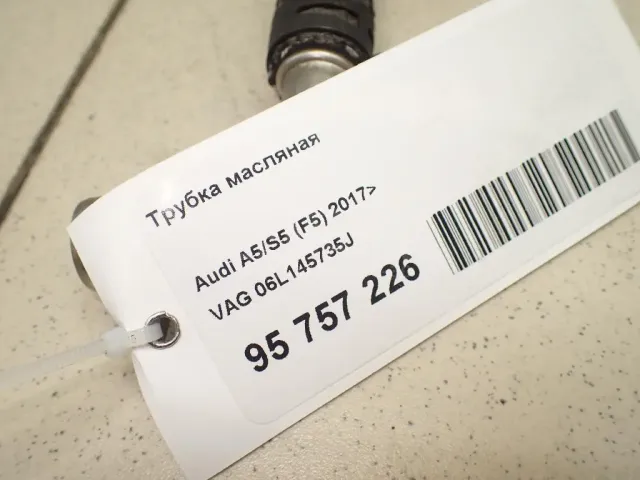 Трубка масляная
Audi A5/S5 (F5) 2017>
VAG 06L145735J
95 757 226